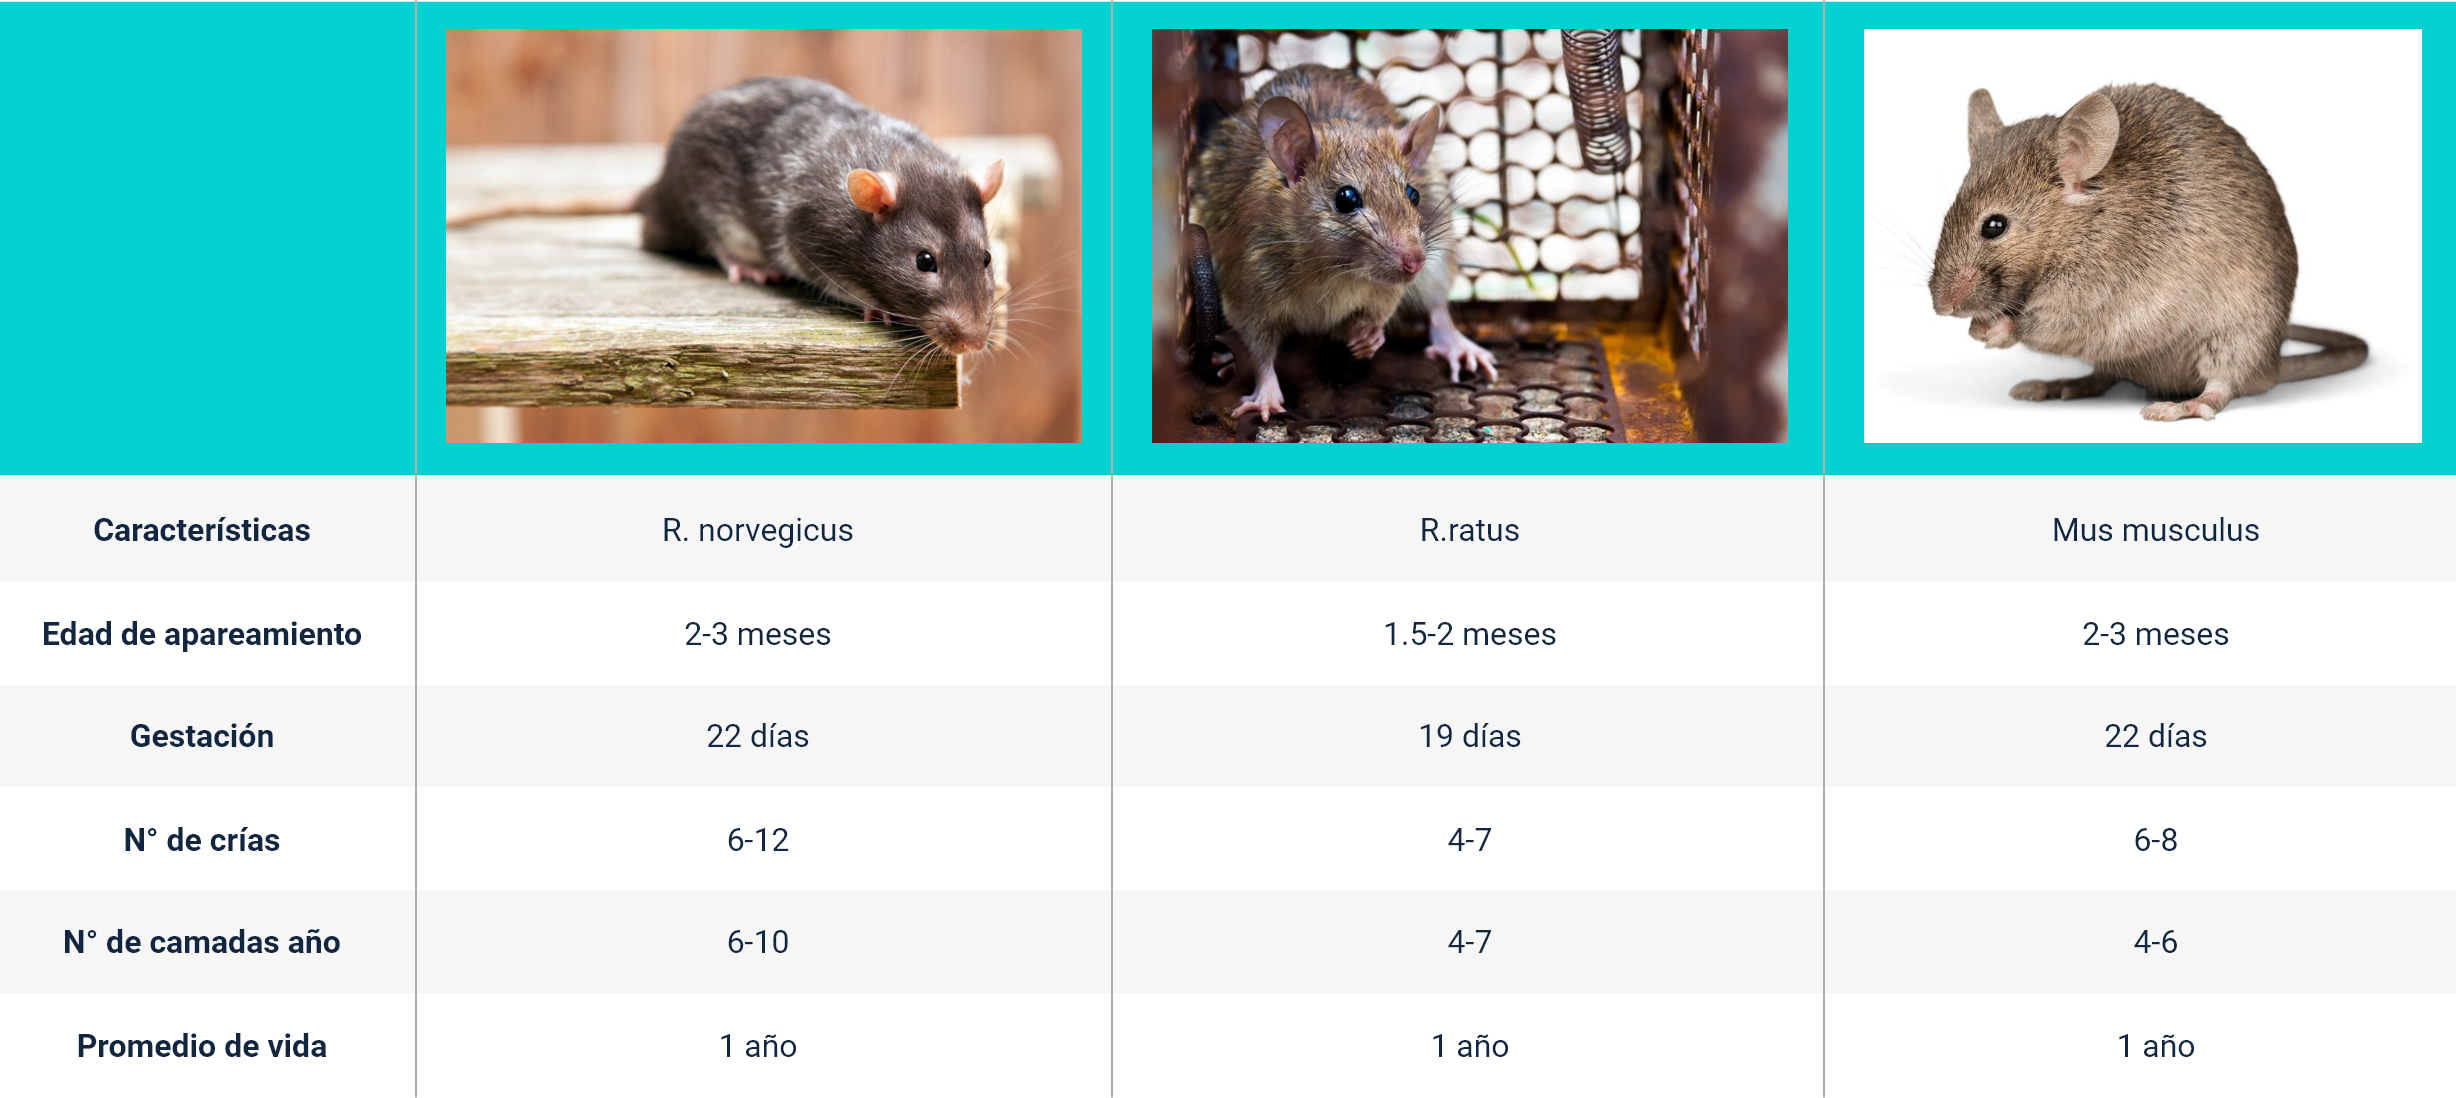 Características R. norvegicus R.ratus Mus musculus
Edad de apareamiento 2-3 meses 1.5-2 meses 2-3 meses
Gestación 22 días 19 días 22 días
N° de crías 6-12 4-7 6-8
N° de camadas año 6-10 4-7 4-6
Promedio de vida 1 año 1 año 1 año